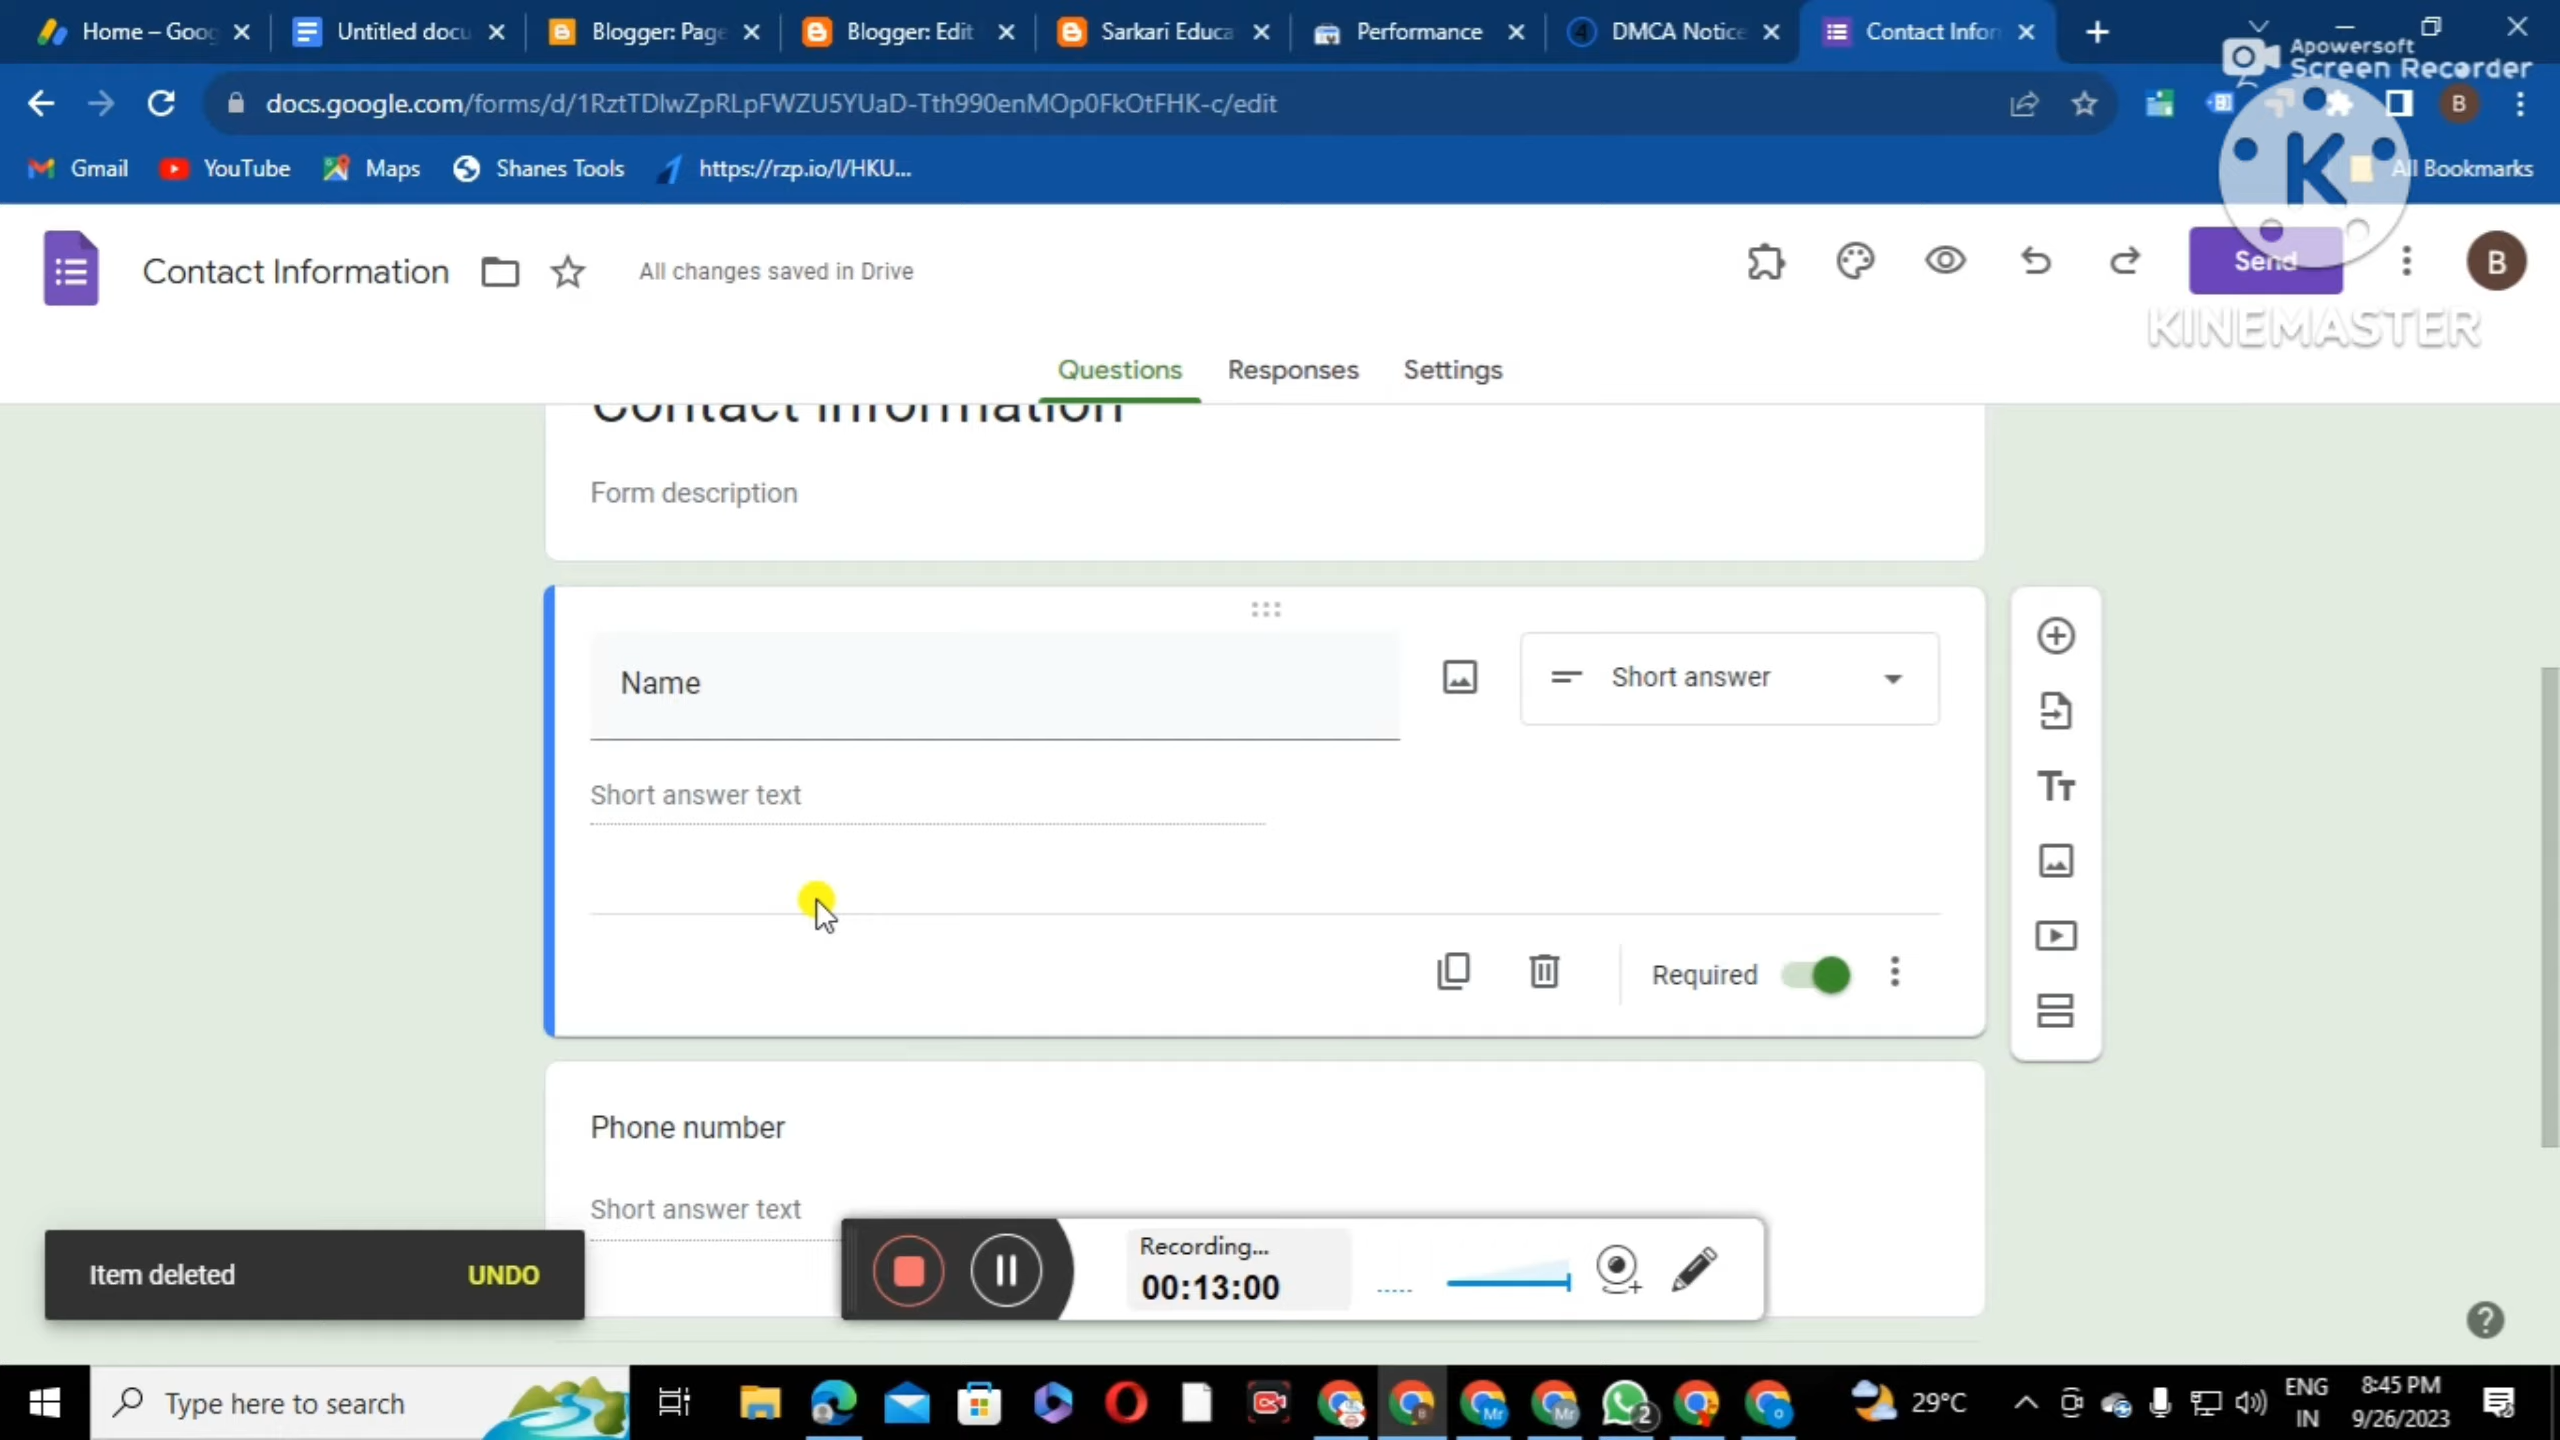 Home – Goog
Untitled docu
Blogger: Page
Blogger: Edit
Sarkari Educa
Performance
DMCA Notice
Contact Infor
Apowersoft
Screen Recorder
docs.google.com/forms/d/1RztTDlwZpRLpFWZU5YUaD-Tth990enMOp0FkOtFHK-c/edit
B
Gmail
YouTube
Maps
Shanes Tools
https://rzp.io/l/HKU...
All Bookmarks
K
Contact Information
All changes saved in Drive
Send
B
KINEMASTER
Questions
Responses
Settings
Contact Information
Form description
Name
Short answer
Short answer text
Required
Phone number
Short answer text
Item deleted
UNDO
Recording...
00:13:00
Type here to search
2
29°C
ENG
IN
8:45 PM
9/26/2023